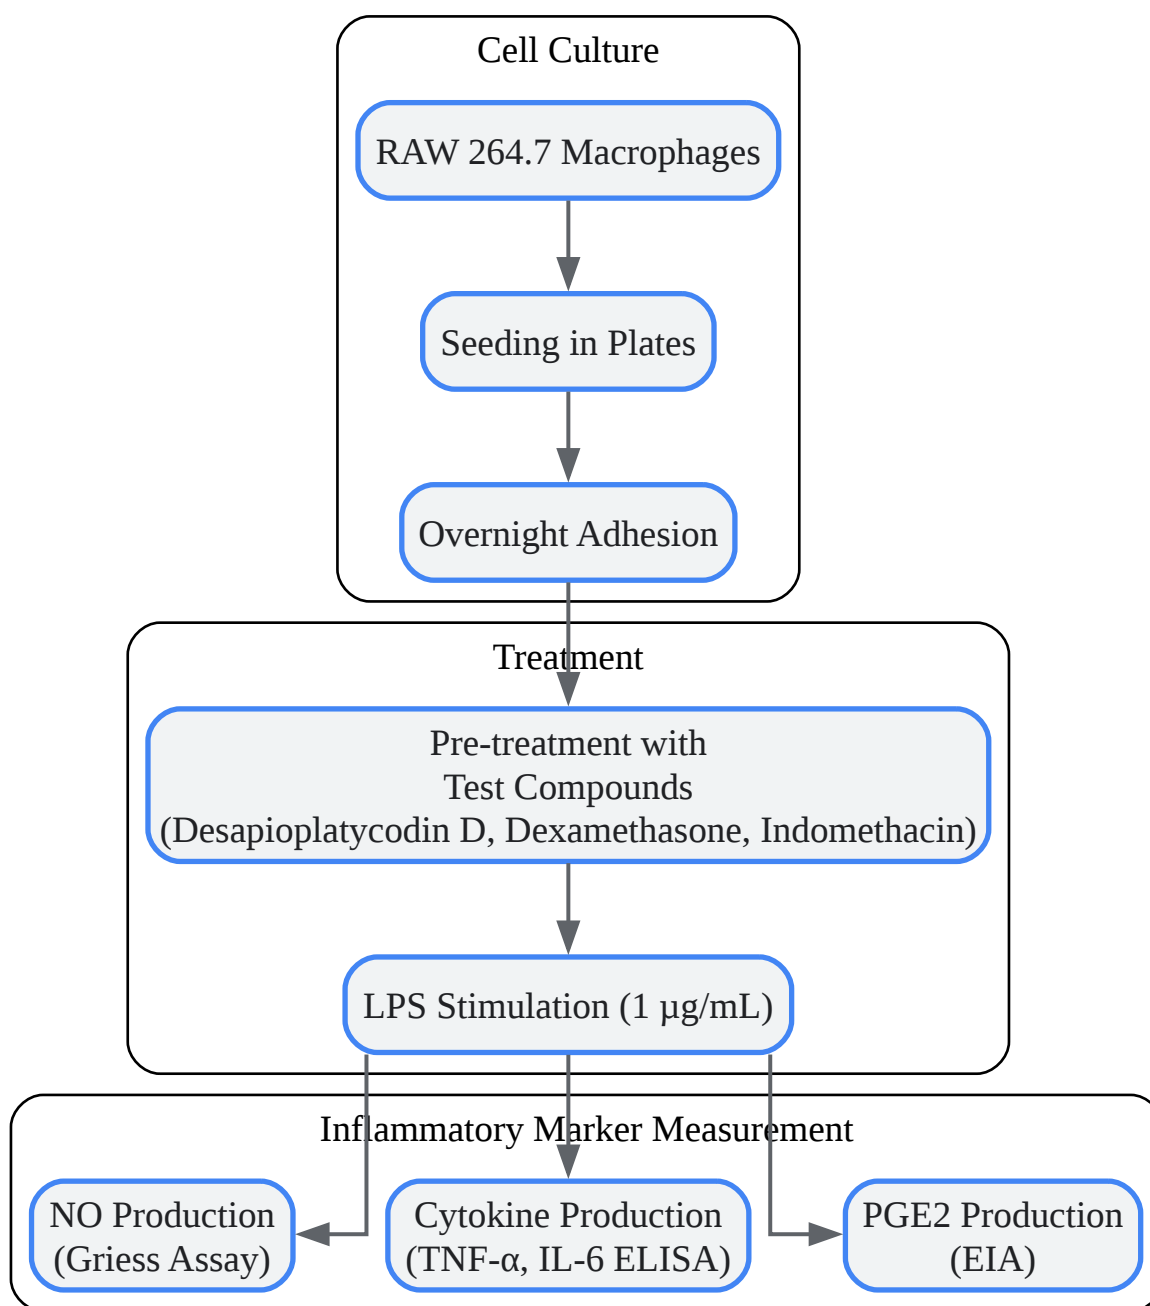 Cell Culture
RAW 264.7 Macrophages
Seeding in Plates
Overnight Adhesion
Treatment
Pre-treatment with
Test Compounds
(Desapioplatycodin D, Dexamethasone, Indomethacin)
LPS Stimulation (1 µg/mL)
Inflammatory Marker Measurement
NO Production
(Griess Assay)
Cytokine Production
(TNF-α, IL-6 ELISA)
PGE2 Production
(EIA)